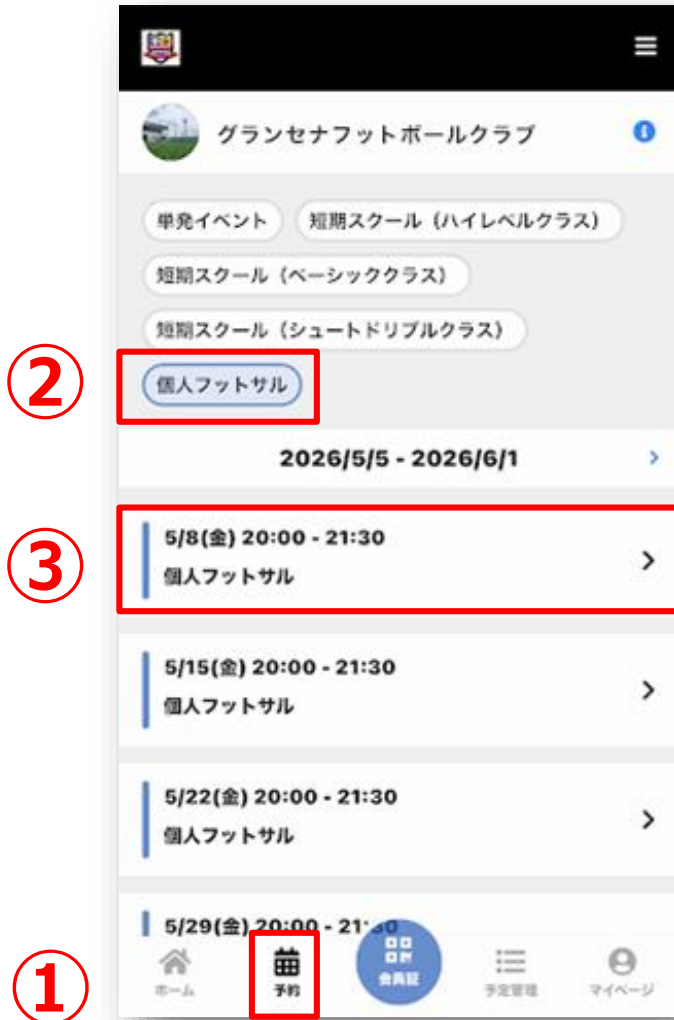 グランセナフットボールクラブ
単発イベント 短期スクール（ハイレベルクラス）
短期スクール（ベーシッククラス）
短期スクール（シュートドリブルクラス）
②
個人フットサル
2026/5/5 - 2026/6/1
③
5/8(金) 20:00 - 21:30
個人フットサル
5/15(金) 20:00 - 21:30
個人フットサル
5/22(金) 20:00 - 21:30
個人フットサル
5/29(金) 20:00 - 21:30
①
ホーム 予約 会員証 予定管理 マイページ